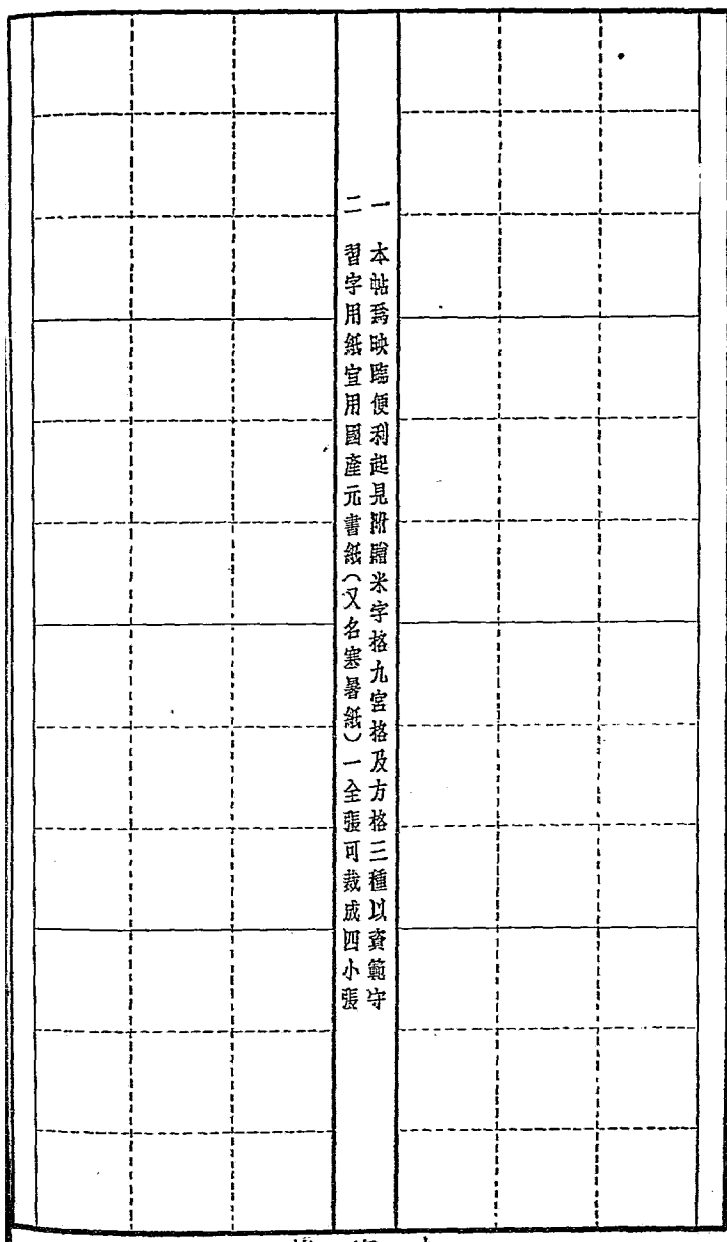 一 本帖爲映臨便利起見附贈米字格九宮格及方格三種以資範守
二 習字用紙宜用國產元書紙(又名寒暑紙)一全張可裁成四小張